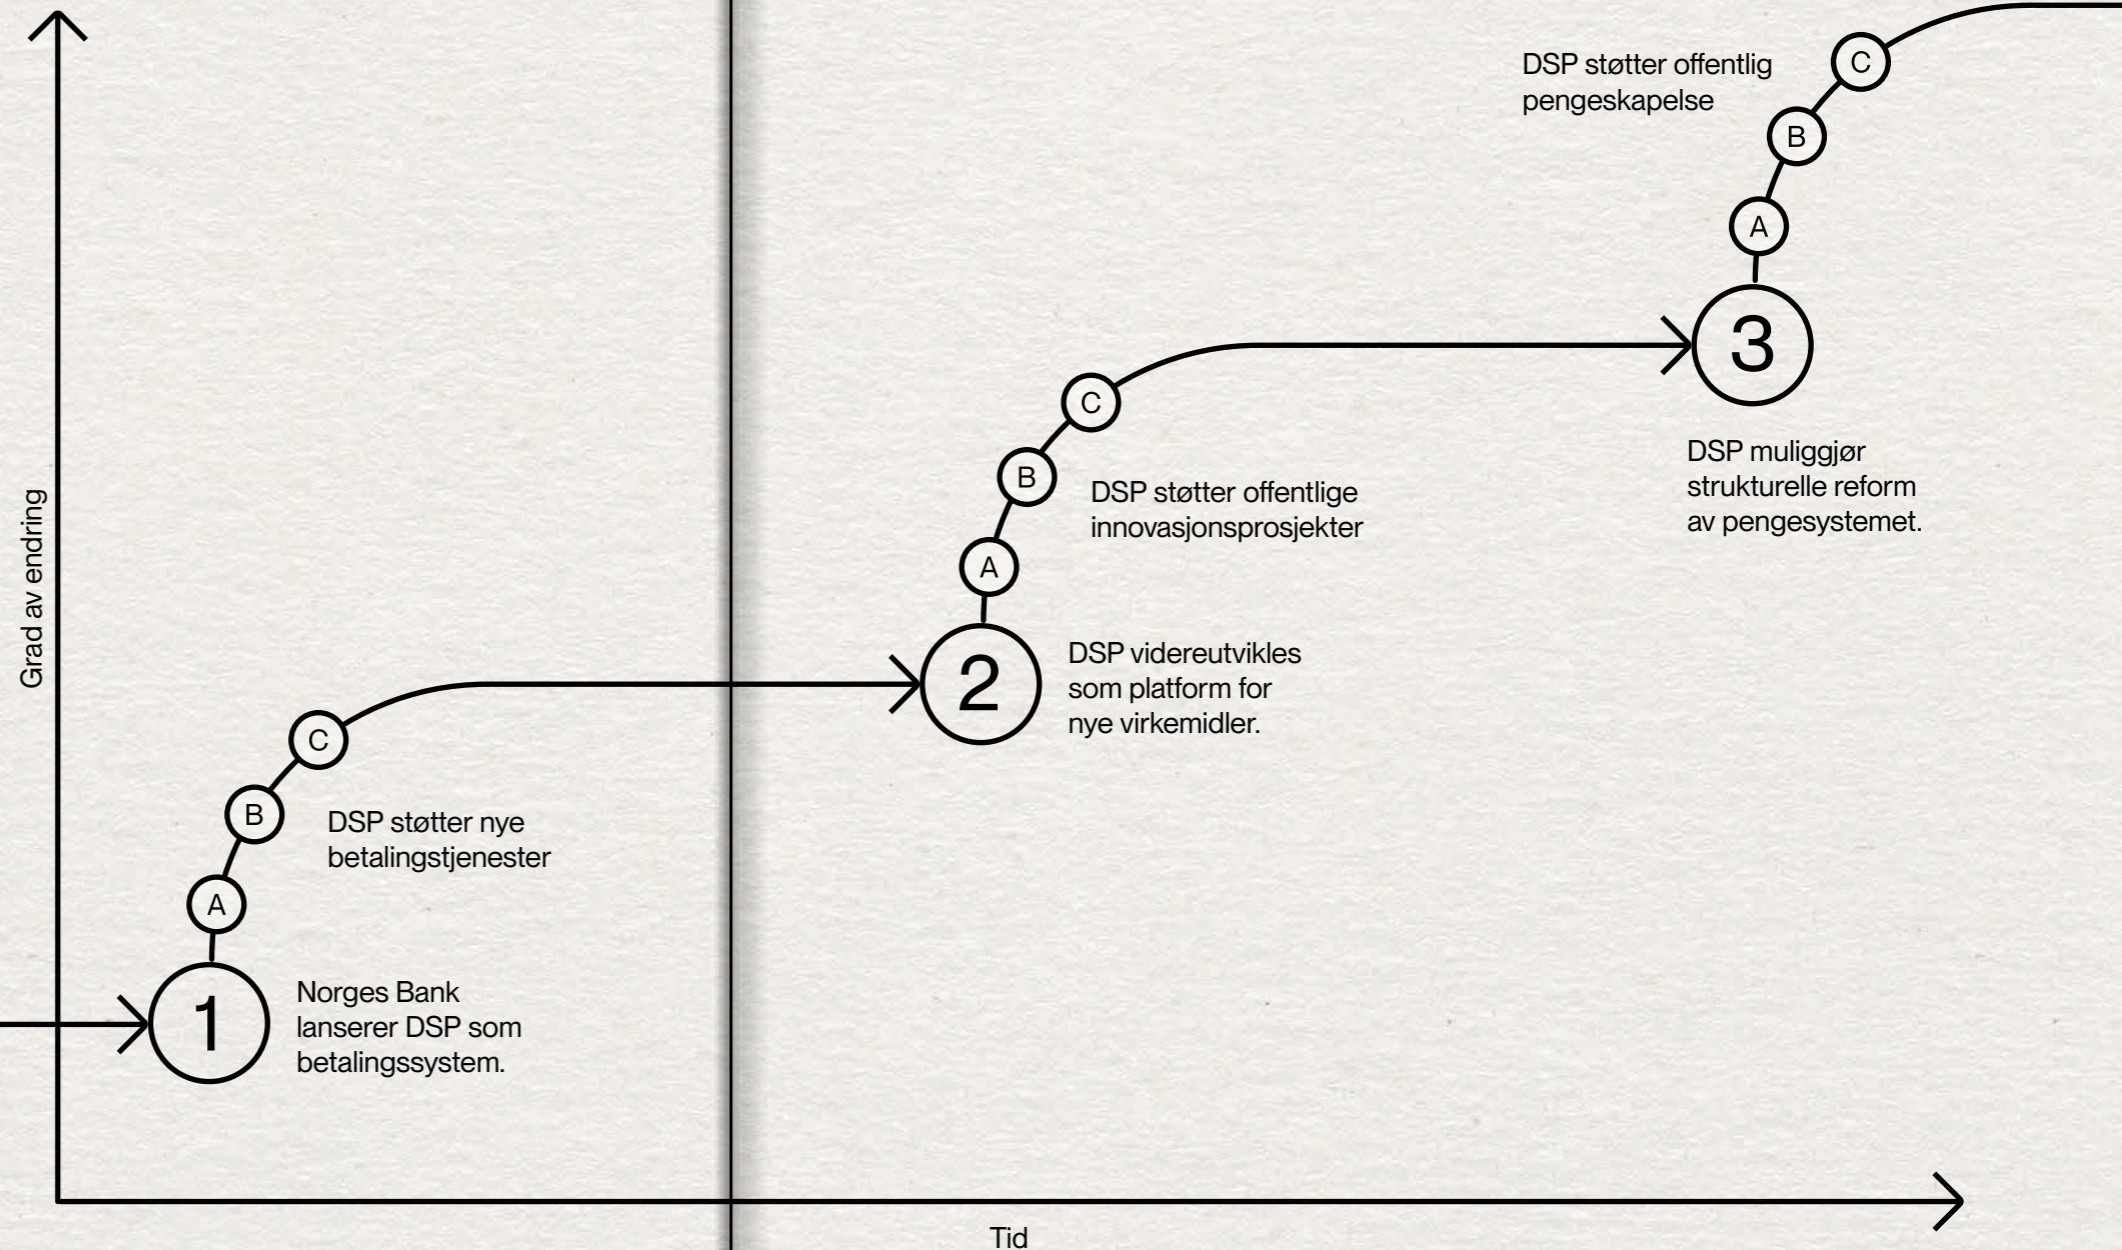 DSP støtter offentlig
pengeskapelse
C
B
A
3
DSP muliggjør
strukturelle reform
av pengesystemet.
C
B
A
DSP støtter offentlige
innovasjonsprosjekter
2
DSP videreutvikles
som platform for
nye virkemidler.
Grad av endring
C
B
A
DSP støtter nye
betalingstjenester
1
Norges Bank
lanserer DSP som
betalingssystem.
Tid